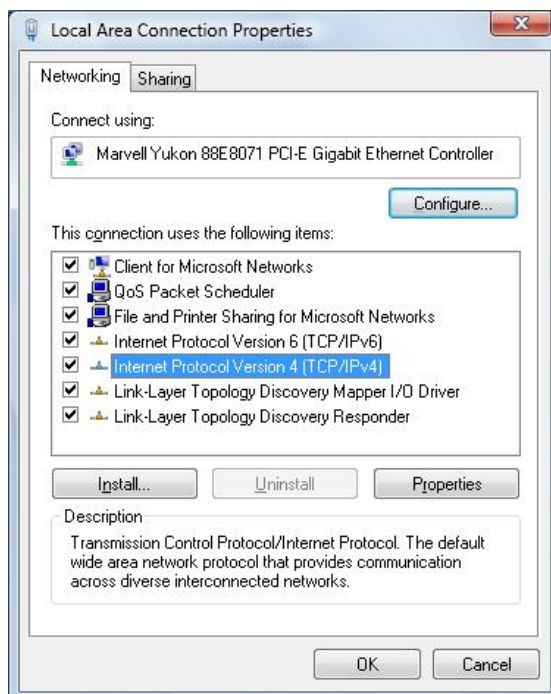 Local Area Connection Properties
Networking
Sharing
Connect using:
Marvell Yukon 88E8071 PCI-E Gigabit Ethernet Controller
Configure...
This connection uses the following items:
Client for Microsoft Networks
QoS Packet Scheduler
File and Printer Sharing for Microsoft Networks
Internet Protocol Version 6 (TCP/IPv6)
Internet Protocol Version 4 (TCP/IPv4)
Link-Layer Topology Discovery Mapper I/O Driver
Link-Layer Topology Discovery Responder
Install...
Uninstall
Properties
Description
Transmission Control Protocol/Internet Protocol. The default
wide area network protocol that provides communication
across diverse interconnected networks.
OK
Cancel